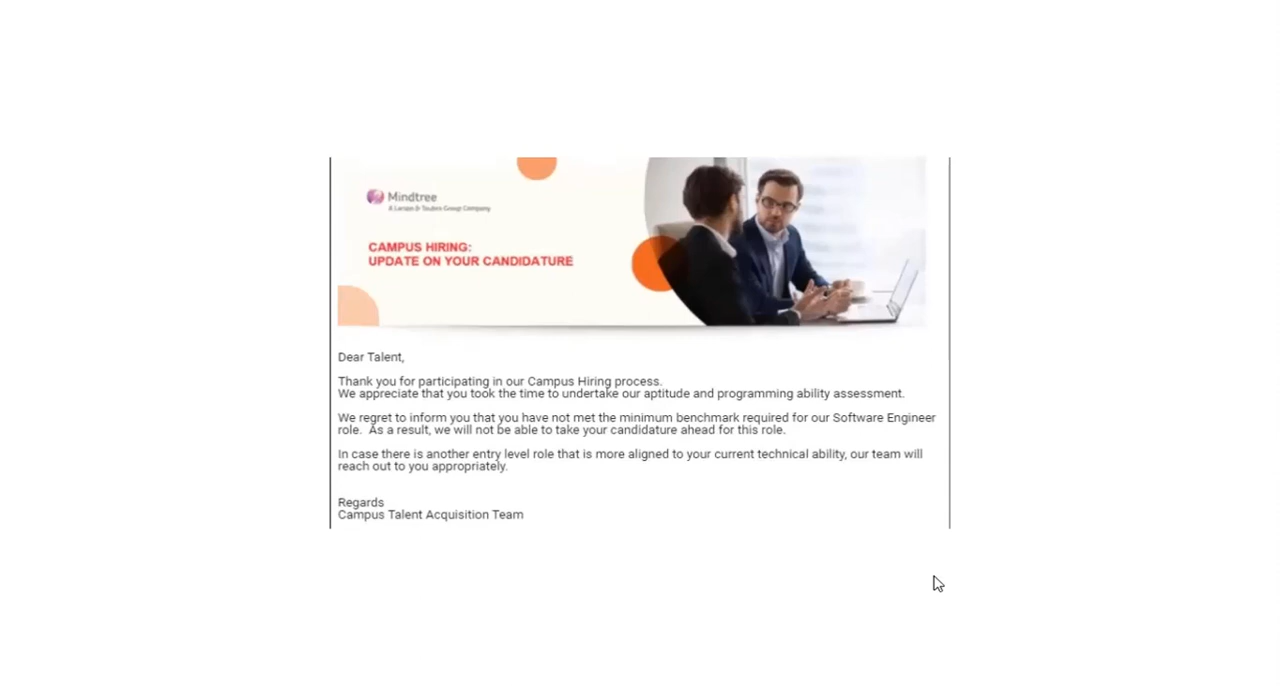 Mindtree
A Larsen & Toubro Group Company
CAMPUS HIRING:
UPDATE ON YOUR CANDIDATURE
Dear Talent,
Thank you for participating in our Campus Hiring process.
We appreciate that you took the time to undertake our aptitude and programming ability assessment.
We regret to inform you that you have not met the minimum benchmark required for our Software Engineer
role. As a result, we will not be able to take your candidature ahead for this role.
In case there is another entry level role that is more aligned to your current technical ability, our team will
reach out to you appropriately.
Regards
Campus Talent Acquisition Team